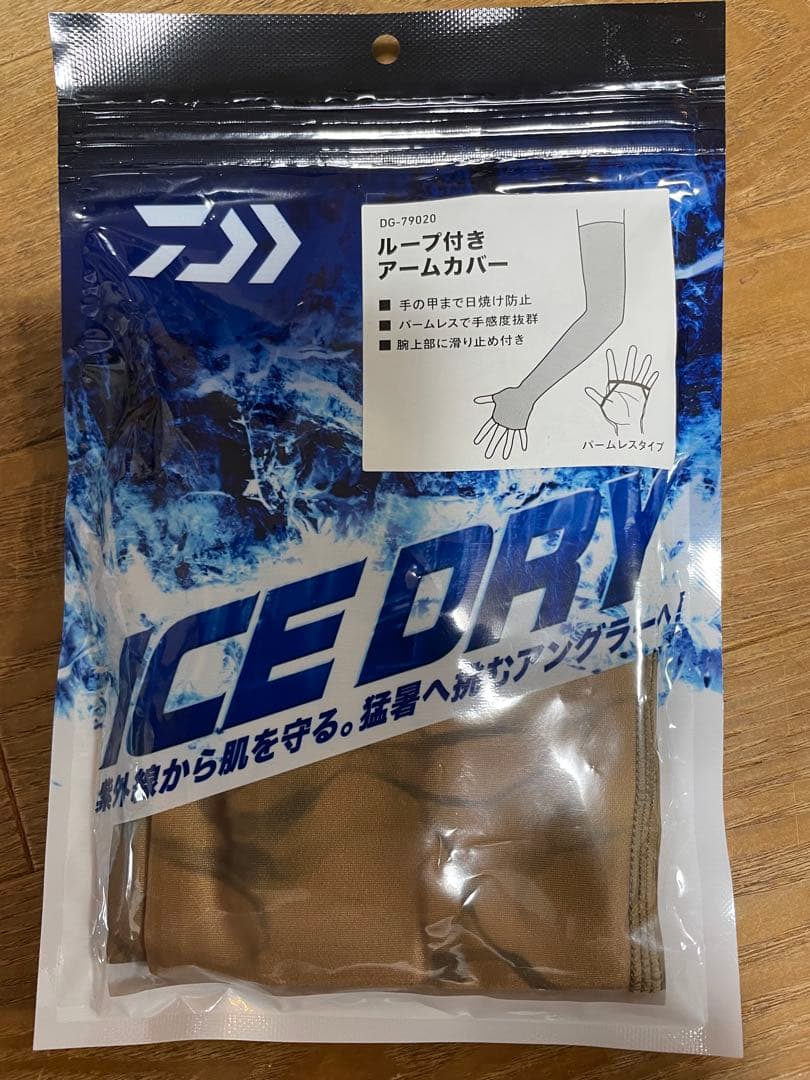 DG-79020
ループ付き
アームカバー
■ 手の甲まで日焼け防止
■ パームレスで手感度抜群
■ 腕上部に滑り止め付き
パームレスタイプ
ICE DRY
紫外線から肌を守る。猛暑へ挑むアングラーへ!